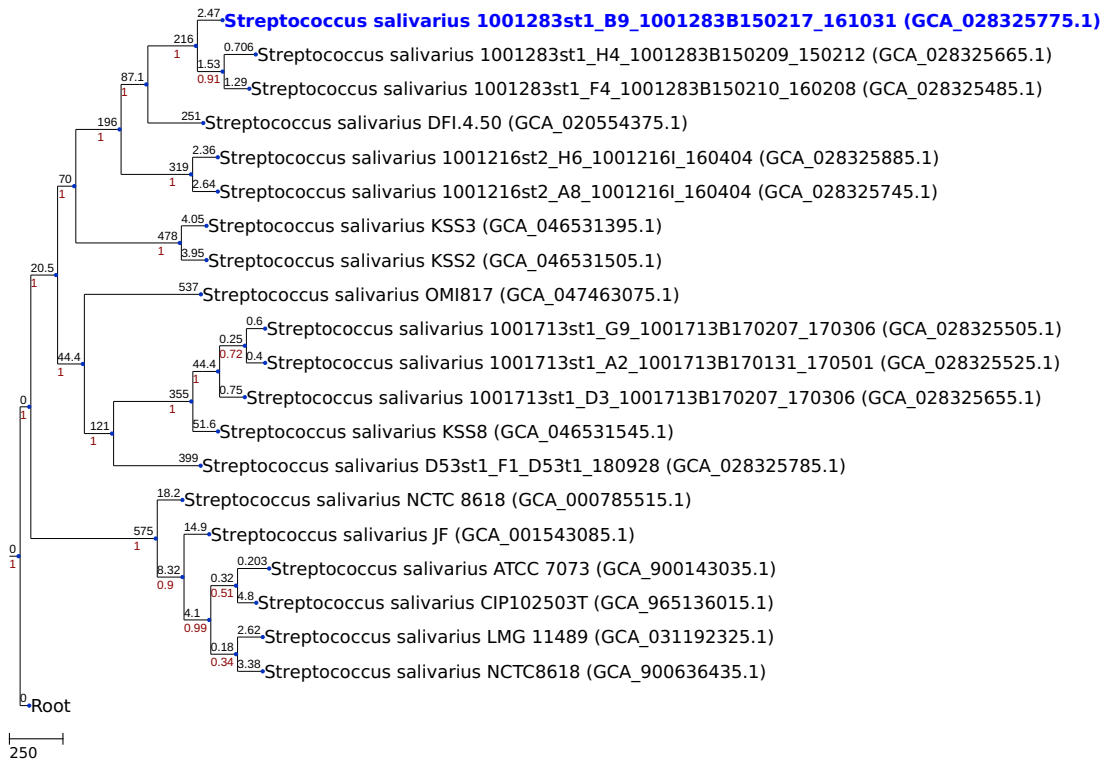 2.47
Streptococcus salivarius 1001283st1_B9_1001283B150217_161031 (GCA_028325775.1)
216
1
0.706
Streptococcus salivarius 1001283st1_H4_1001283B150209_150212 (GCA_028325665.1)
1.53
0.91
87.1
1
1.29
Streptococcus salivarius 1001283st1_F4_1001283B150210_160208 (GCA_028325485.1)
251
Streptococcus salivarius DFI.4.50 (GCA_020554375.1)
196
1
2.36
Streptococcus salivarius 1001216st2_H6_1001216I_160404 (GCA_028325885.1)
319
1
2.64
Streptococcus salivarius 1001216st2_A8_1001216I_160404 (GCA_028325745.1)
70
1
4.05
Streptococcus salivarius KSS3 (GCA_046531395.1)
478
1
3.95
Streptococcus salivarius KSS2 (GCA_046531505.1)
20.5
1
537
Streptococcus salivarius OMI817 (GCA_047463075.1)
0.6
Streptococcus salivarius 1001713st1_G9_1001713B170207_170306 (GCA_028325505.1)
0.25
0.72
0.4
Streptococcus salivarius 1001713st1_A2_1001713B170131_170501 (GCA_028325525.1)
44.4
1
44.4
1
0.75
Streptococcus salivarius 1001713st1_D3_1001713B170207_170306 (GCA_028325655.1)
355
1
51.6
Streptococcus salivarius KSS8 (GCA_046531545.1)
0
1
121
1
399
Streptococcus salivarius D53st1_F1_D53t1_180928 (GCA_028325785.1)
18.2
Streptococcus salivarius NCTC 8618 (GCA_000785515.1)
575
1
14.9
Streptococcus salivarius JF (GCA_001543085.1)
0
1
8.32
0.9
0.203
Streptococcus salivarius ATCC 7073 (GCA_900143035.1)
0.32
0.51
4.8
Streptococcus salivarius CIP102503T (GCA_965136015.1)
4.1
0.99
2.62
Streptococcus salivarius LMG 11489 (GCA_031192325.1)
0.18
0.34
3.38
Streptococcus salivarius NCTC8618 (GCA_900636435.1)
0
Root
250